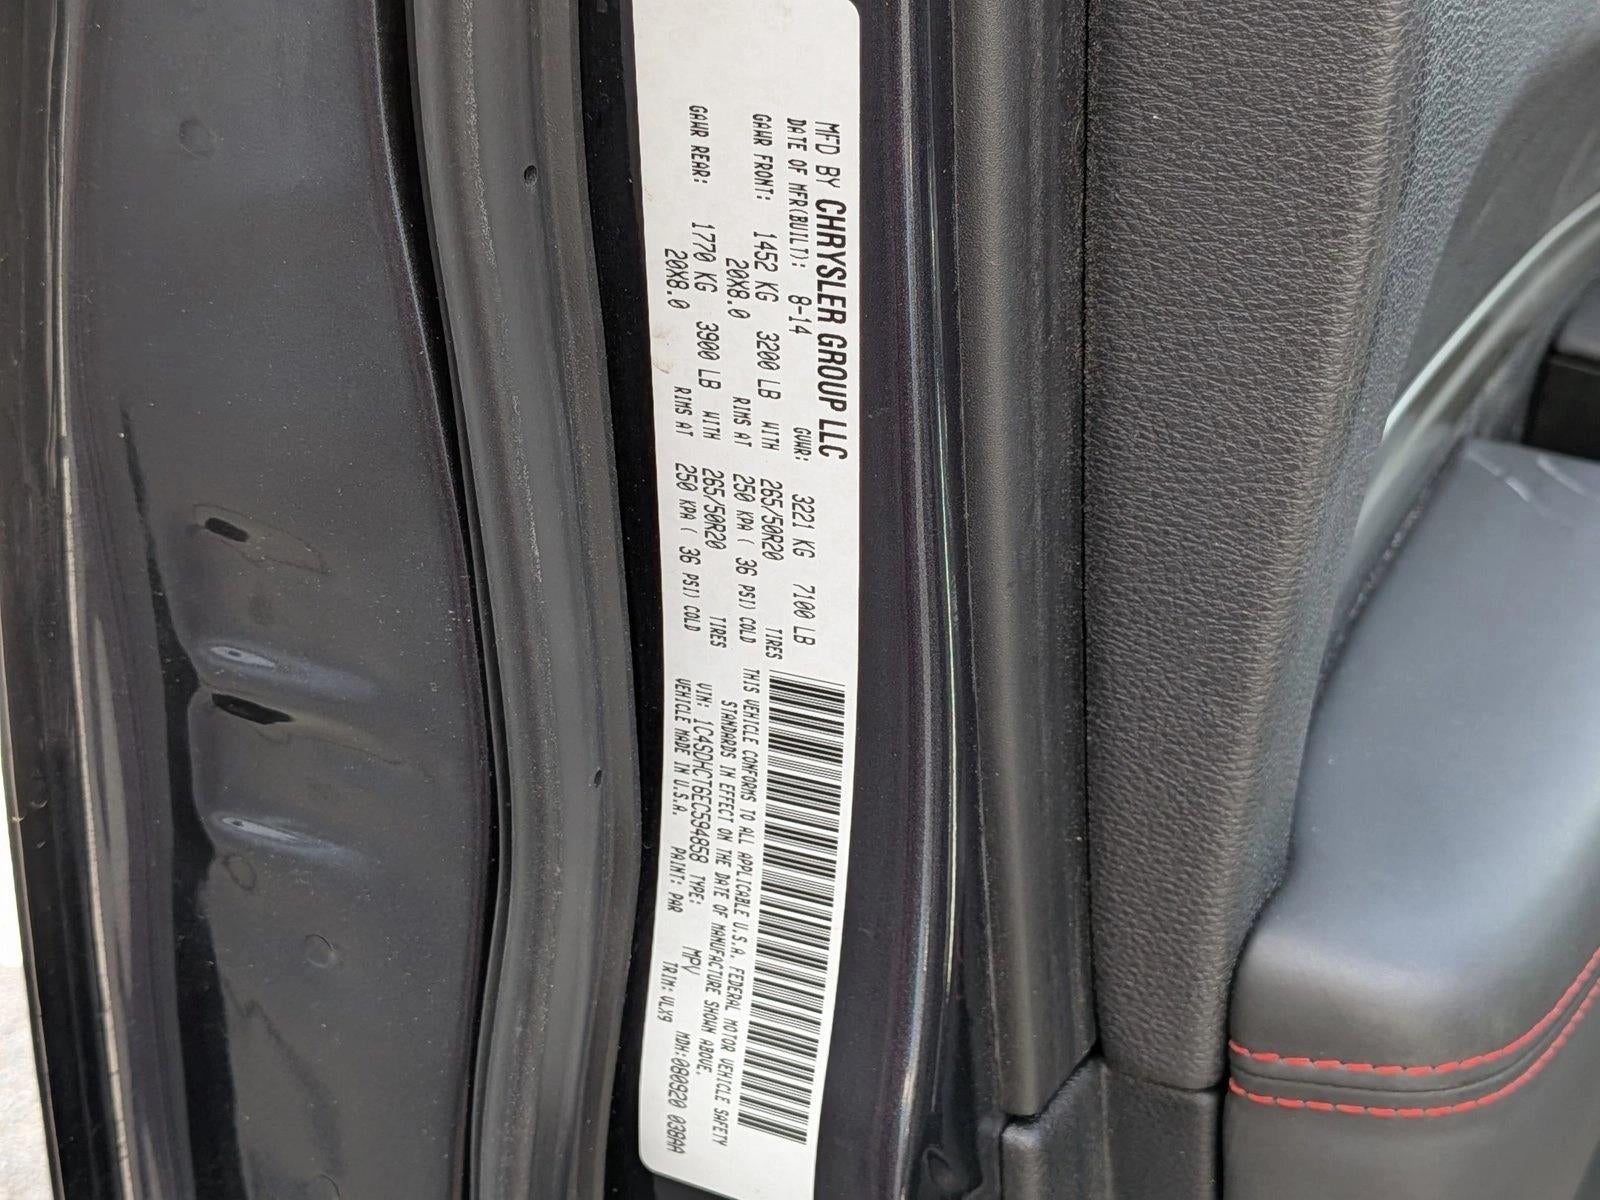 MFD BY CHRYSLER GROUP LLC
DATE OF MFR(BUILT): 8-14 GVWR: 3221 KG 7100 LB
GAWR FRONT: 1452 KG 3200 LB WITH 265/50R20 TIRES
20X8.0 RIMS AT 250 KPA ( 36 PSI) COLD
GAWR REAR: 1770 KG 3900 LB WITH 265/50R20 TIRES
20X8.0 RIMS AT 250 KPA ( 36 PSI) COLD
THIS VEHICLE CONFORMS TO ALL APPLICABLE U.S.A. FEDERAL MOTOR VEHICLE SAFETY
STANDARDS IN EFFECT ON THE DATE OF MANUFACTURE SHOWN ABOVE.
VIN: 1C4SDHCT6EC594858 TYPE: MPV MDH:080920 038AA
VEHICLE MADE IN U.S.A. PAINT: PAR TRIM: VLX9